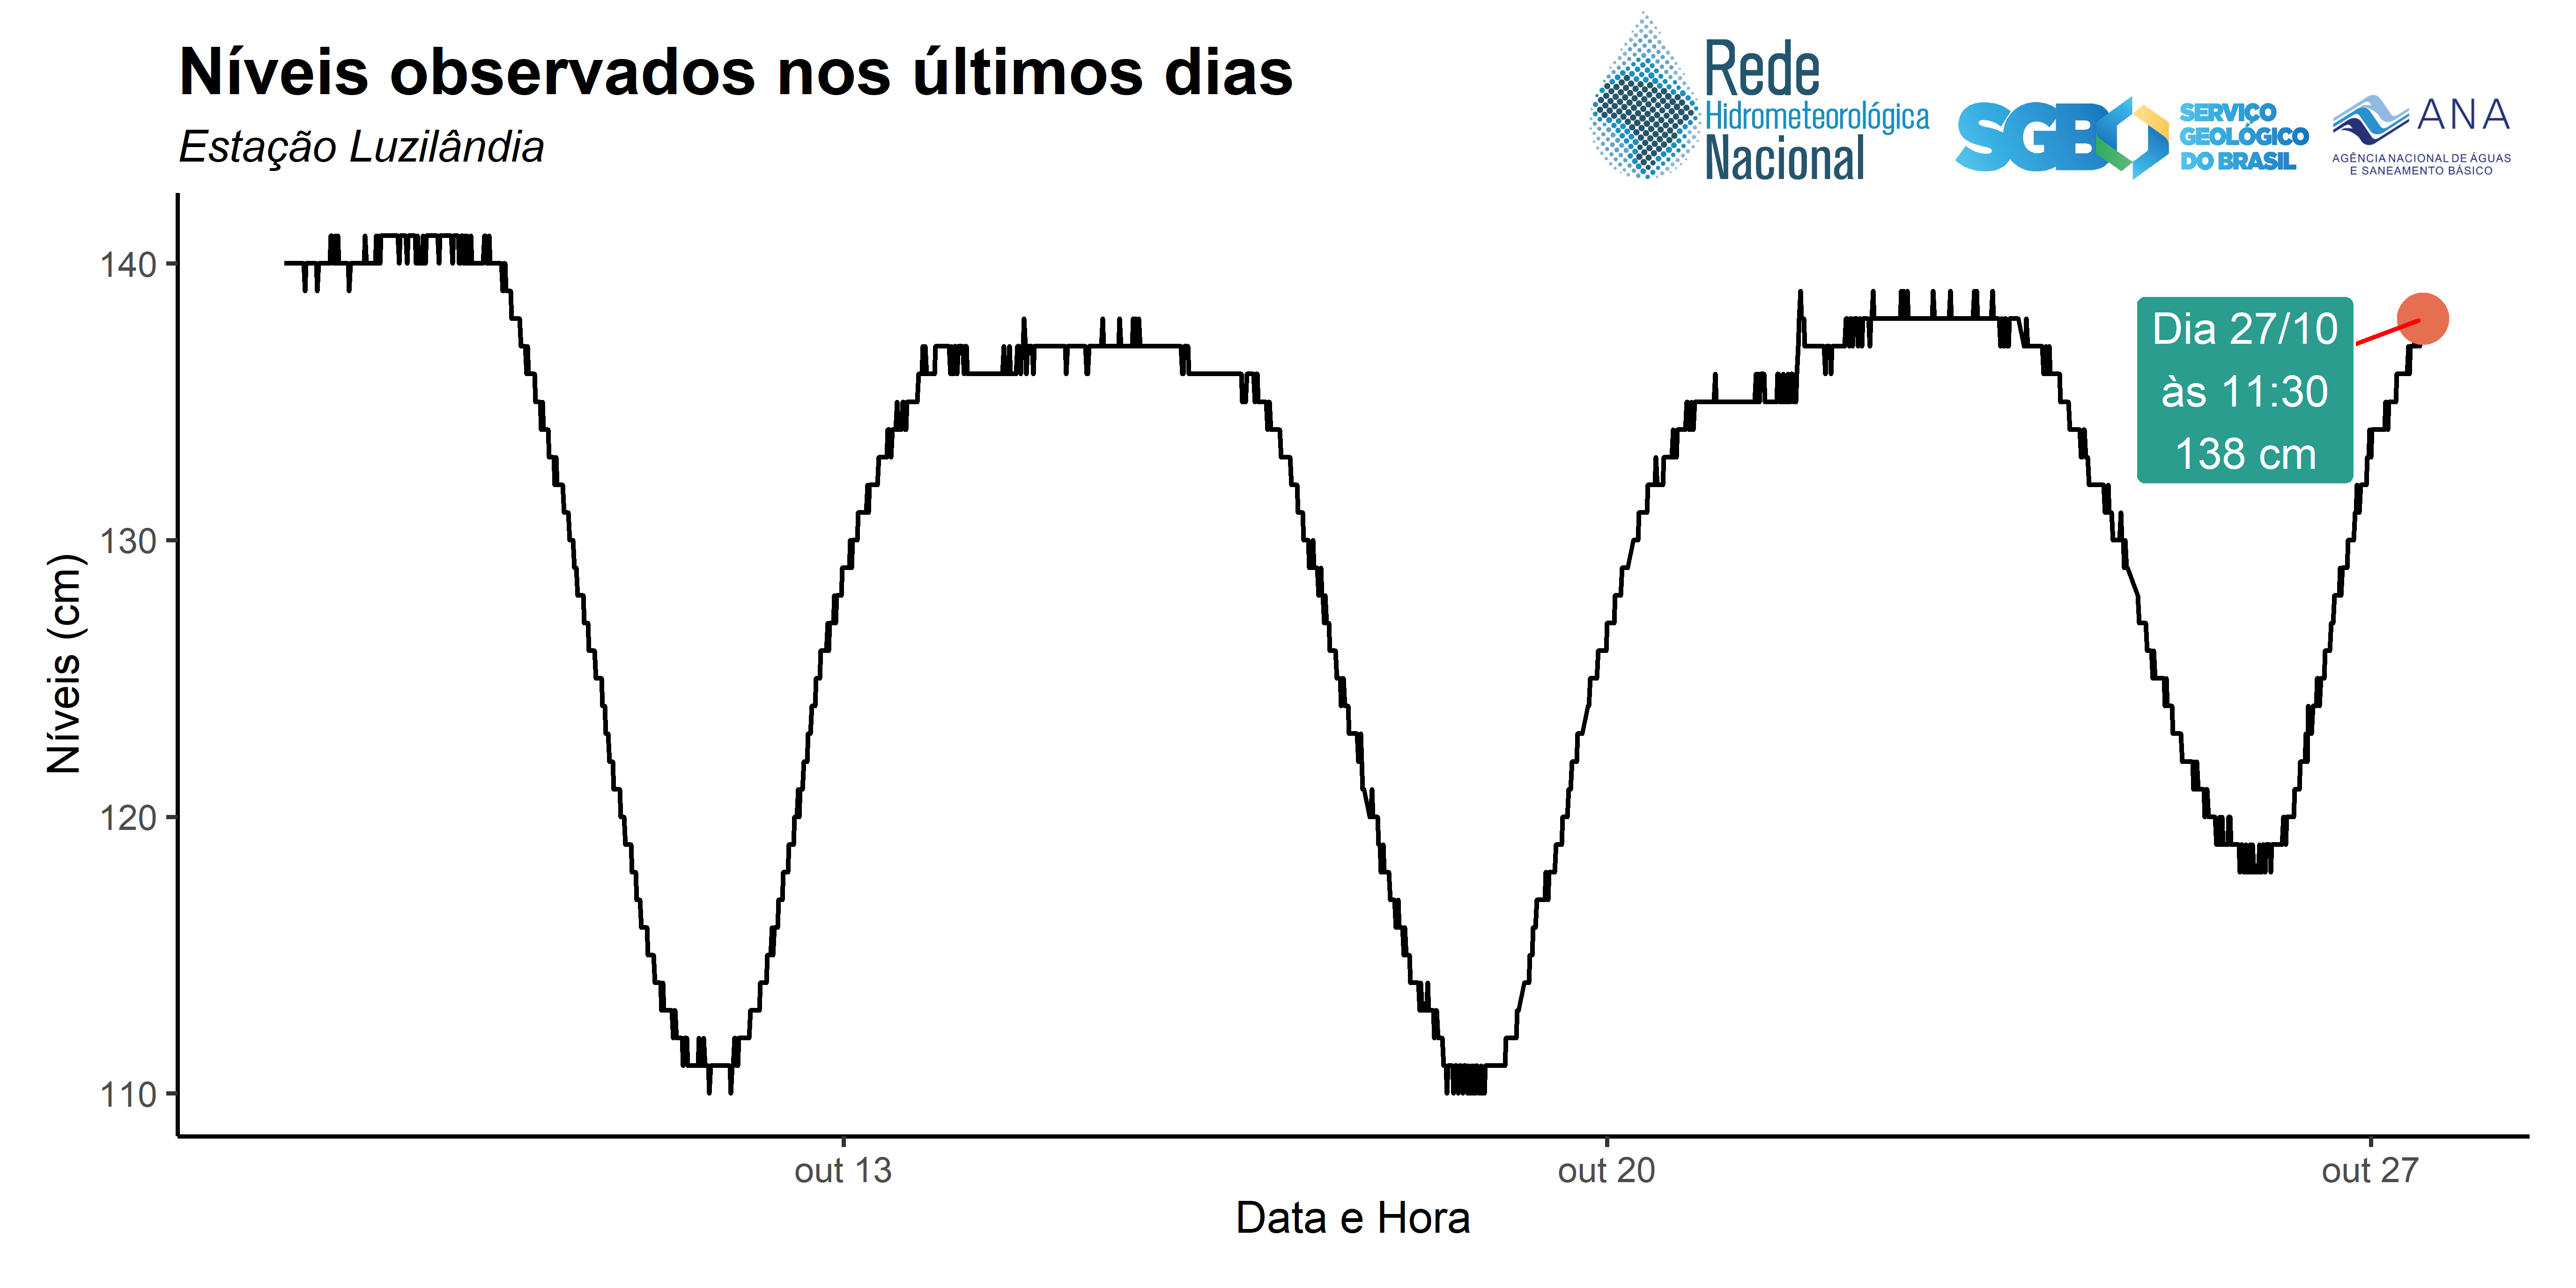 Níveis observados nos últimos dias
Estação Luzilândia
Rede
Hidrometeorológica
Nacional
SGB
SERVIÇO
GEOLÓGICO
DO BRASIL
ANA
AGÊNCIA NACIONAL DE ÁGUAS
E SANEAMENTO BÁSICO
Níveis (cm)
140
130
120
110
Dia 27/10
às 11:30
138 cm
out 13
out 20
out 27
Data e Hora